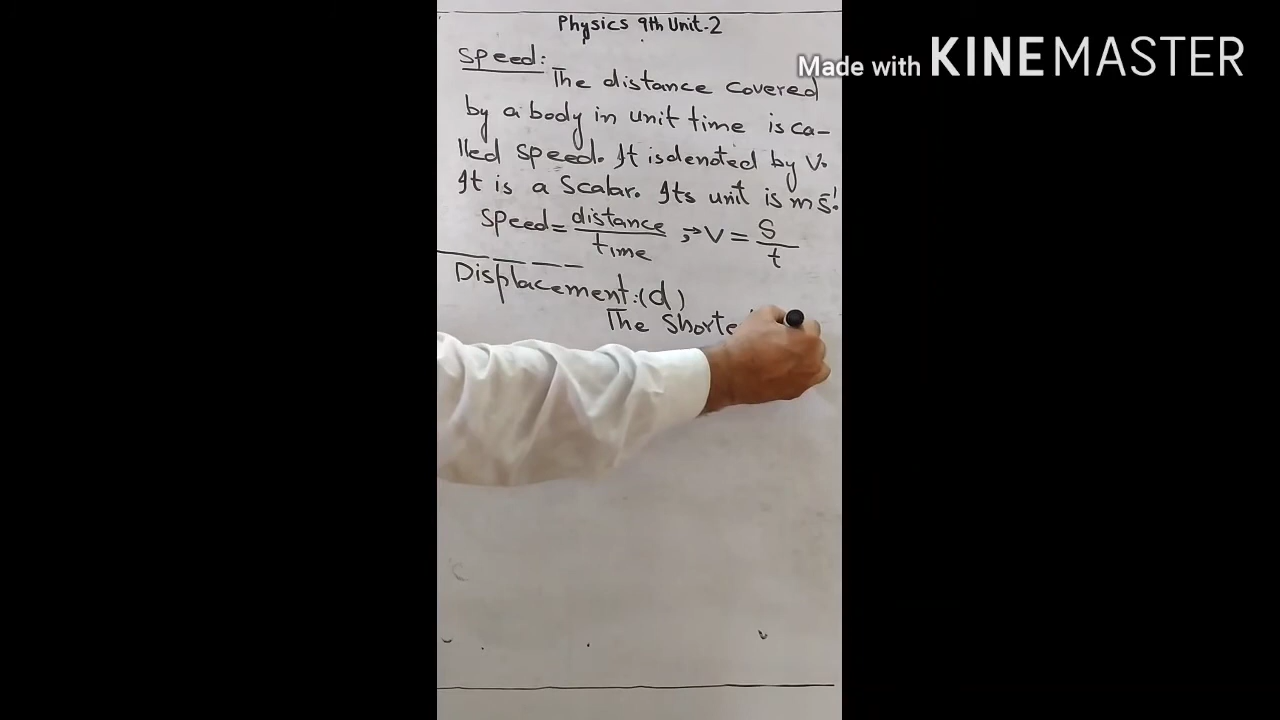 Physics 9th Unit-2
Made with KINEMASTER
Speed:
The distance covered
by a body in unit time is ca-
lled speed. It is denoted by V.
It is a Scalar. Its unit is ms⁻¹.
Speed = distance/time ; ⇒ V = S/t
Displacement:(d)
The Shorte